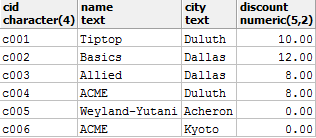 cid name city discount
character(4) text text numeric(5,2)
c001 Tiptop Duluth 10.00
c002 Basics Dallas 12.00
c003 Allied Dallas 8.00
c004 ACME Duluth 8.00
c005 Weyland-Yutani Acheron 0.00
c006 ACME Kyoto 0.00